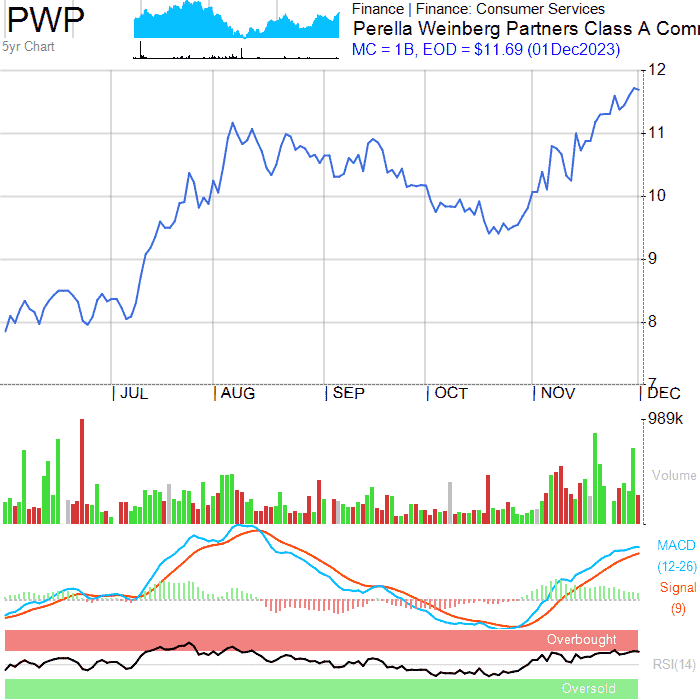 PWP
5yr Chart
Finance | Finance: Consumer Services
Perella Weinberg Partners Class A Com
MC = 1B, EOD = $11.69 (01Dec2023)
12
11
10
9
8
7
JUL
AUG
SEP
OCT
NOV
DEC
989k
Volume
MACD
(12-26)
Signal
(9)
Overbought
RSI(14)
Oversold